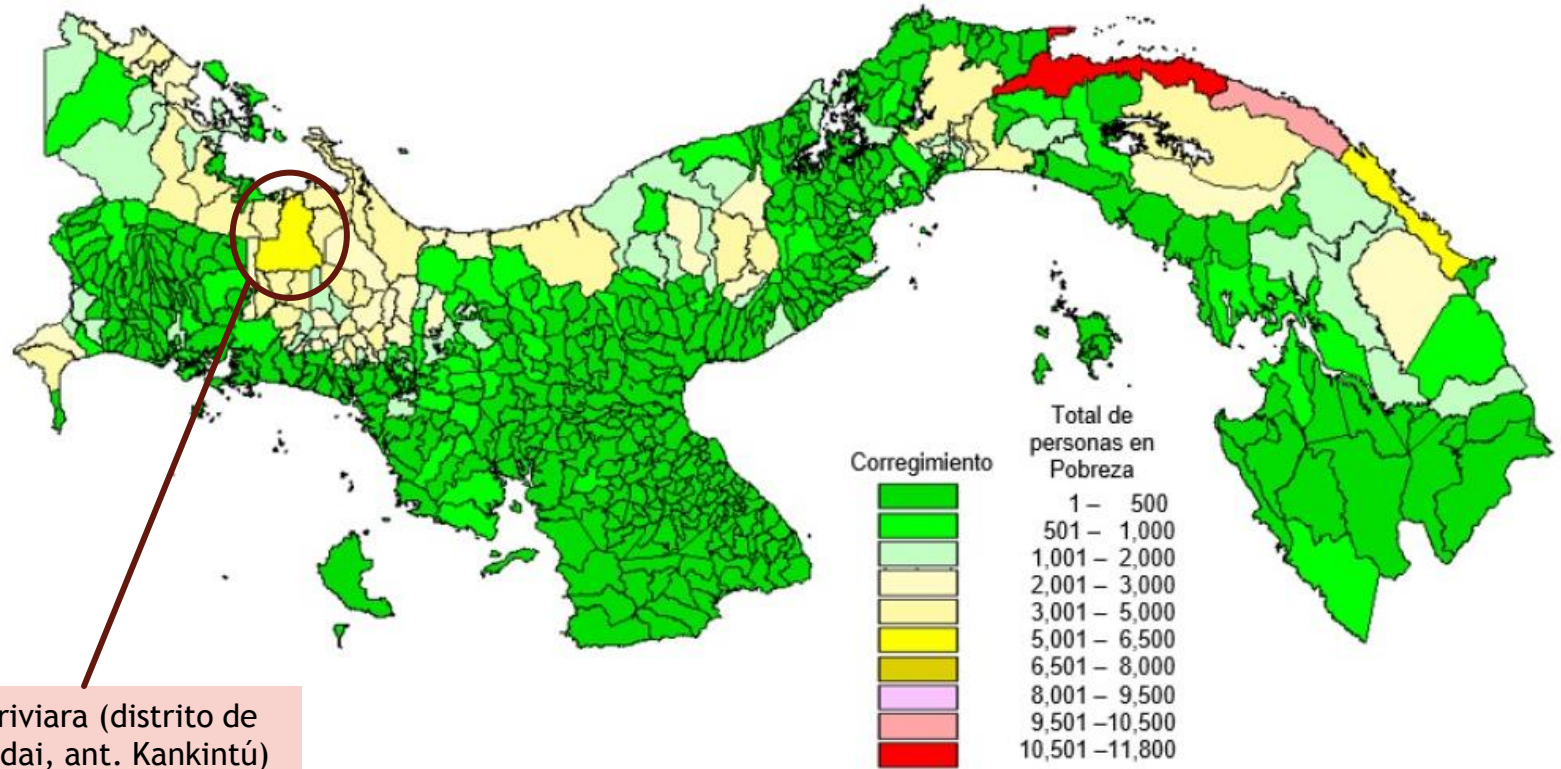 Total de
personas en
Pobreza
Corregimiento
1 – 500
501 – 1,000
1,001 – 2,000
2,001 – 3,000
3,001 – 5,000
5,001 – 6,500
6,501 – 8,000
8,001 – 9,500
9,501 –10,500
10,501 –11,800
riviara (distrito de
dai, ant. Kankintú)